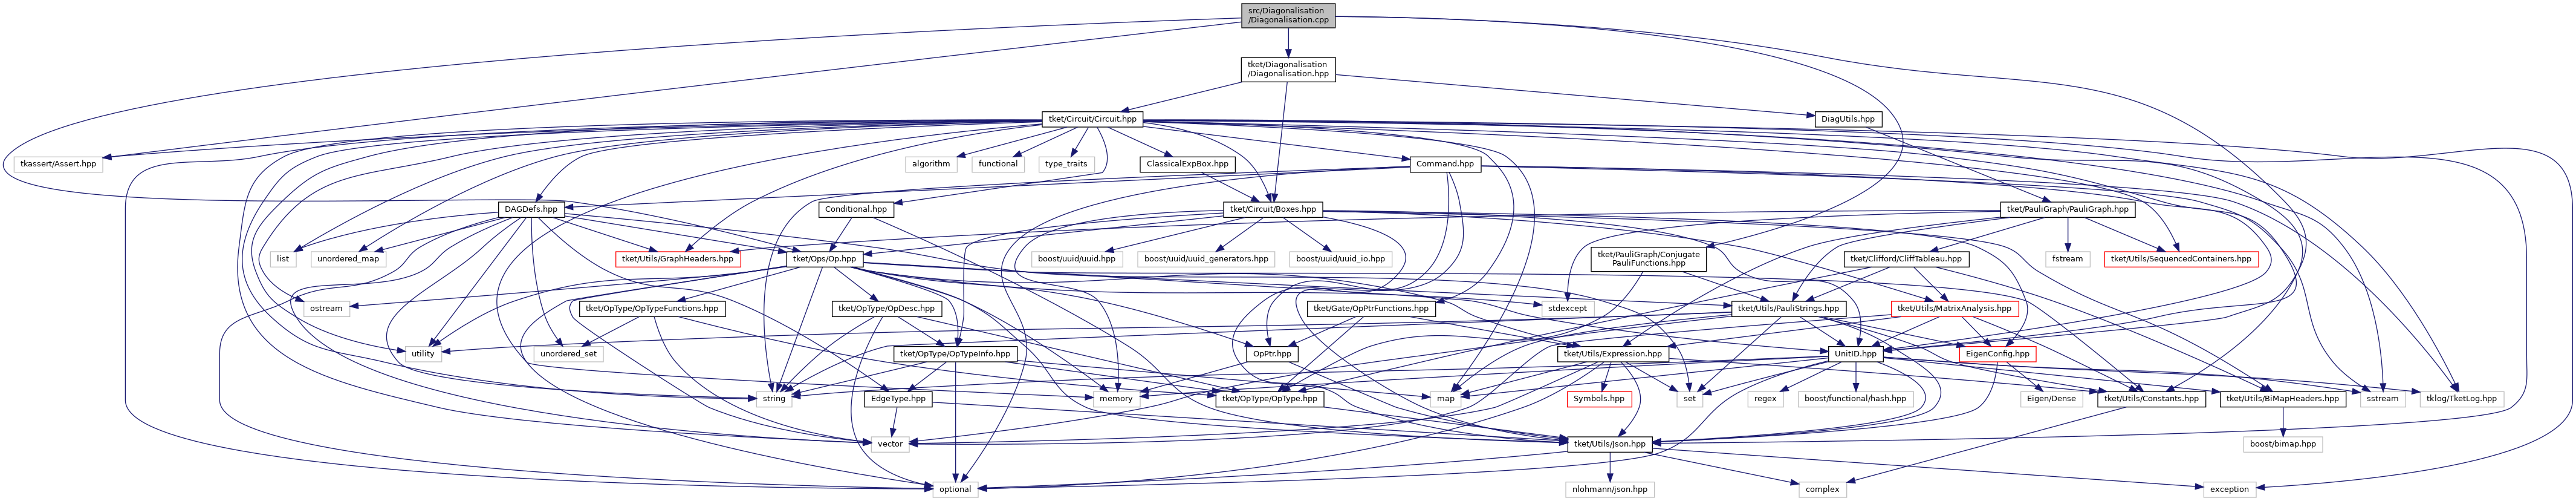 src/Diagonalisation
/Diagonalisation.cpp
tket/Diagonalisation
/Diagonalisation.hpp
tket/Circuit/Circuit.hpp
DiagUtils.hpp
tkassert/Assert.hpp
algorithm
functional
type_traits
ClassicalExpBox.hpp
Command.hpp
DAGDefs.hpp
Conditional.hpp
tket/Circuit/Boxes.hpp
tket/PauliGraph/PauliGraph.hpp
list
unordered_map
tket/Utils/GraphHeaders.hpp
tket/Ops/Op.hpp
boost/uuid/uuid.hpp
boost/uuid/uuid_generators.hpp
boost/uuid/uuid_io.hpp
tket/PauliGraph/Conjugate
PauliFunctions.hpp
tket/Clifford/CliffTableau.hpp
fstream
tket/Utils/SequencedContainers.hpp
ostream
tket/OpType/OpTypeFunctions.hpp
tket/OpType/OpDesc.hpp
tket/Gate/OpPtrFunctions.hpp
stdexcept
tket/Utils/PauliStrings.hpp
tket/Utils/MatrixAnalysis.hpp
utility
unordered_set
tket/OpType/OpTypeInfo.hpp
OpPtr.hpp
tket/Utils/Expression.hpp
UnitID.hpp
EigenConfig.hpp
string
EdgeType.hpp
memory
tket/OpType/OpType.hpp
map
Symbols.hpp
set
regex
boost/functional/hash.hpp
Eigen/Dense
tket/Utils/Constants.hpp
tket/Utils/BiMapHeaders.hpp
sstream
tklog/TketLog.hpp
vector
tket/Utils/Json.hpp
boost/bimap.hpp
optional
nlohmann/json.hpp
complex
exception